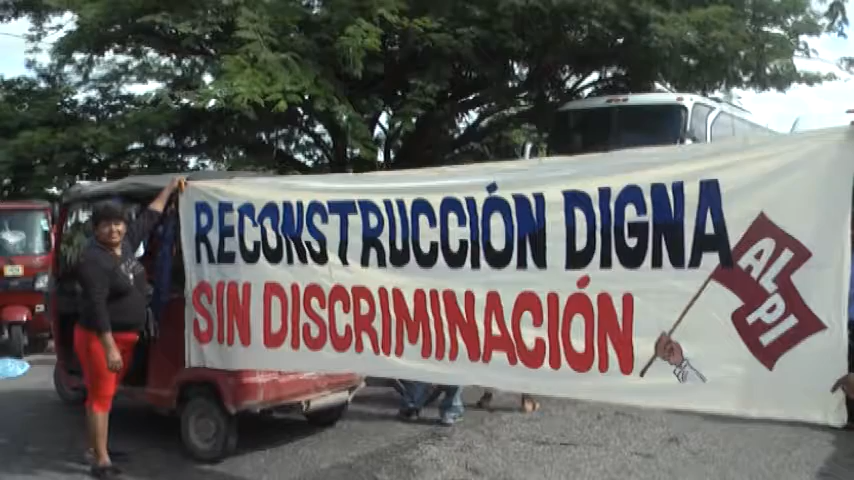 RECONSTRUCCIÓN DIGNA
SIN DISCRIMINACIÓN
AL
PI